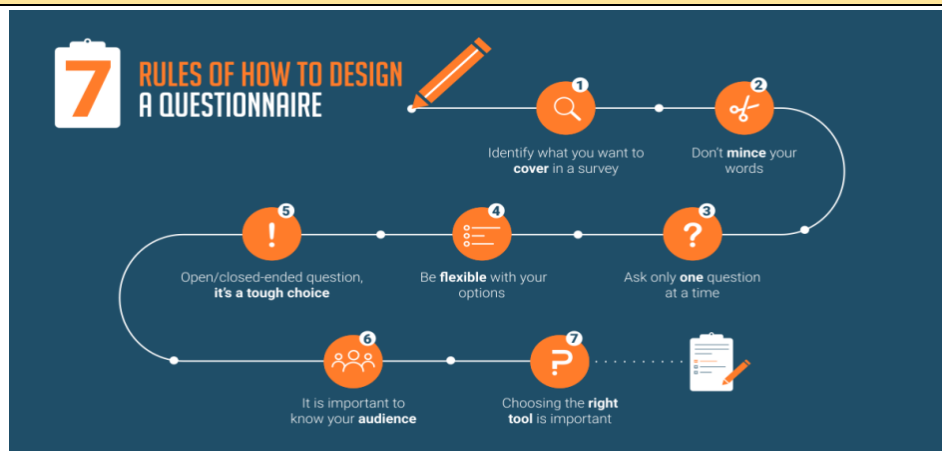 7
RULES OF HOW TO DESIGN
A QUESTIONNAIRE
1
Identify what you want to
cover in a survey
2
Don't mince your
words
3
Ask only one question
at a time
4
Be flexible with your
options
5
Open/closed-ended question,
it's a tough choice
6
It is important to
know your audience
7
Choosing the right
tool is important